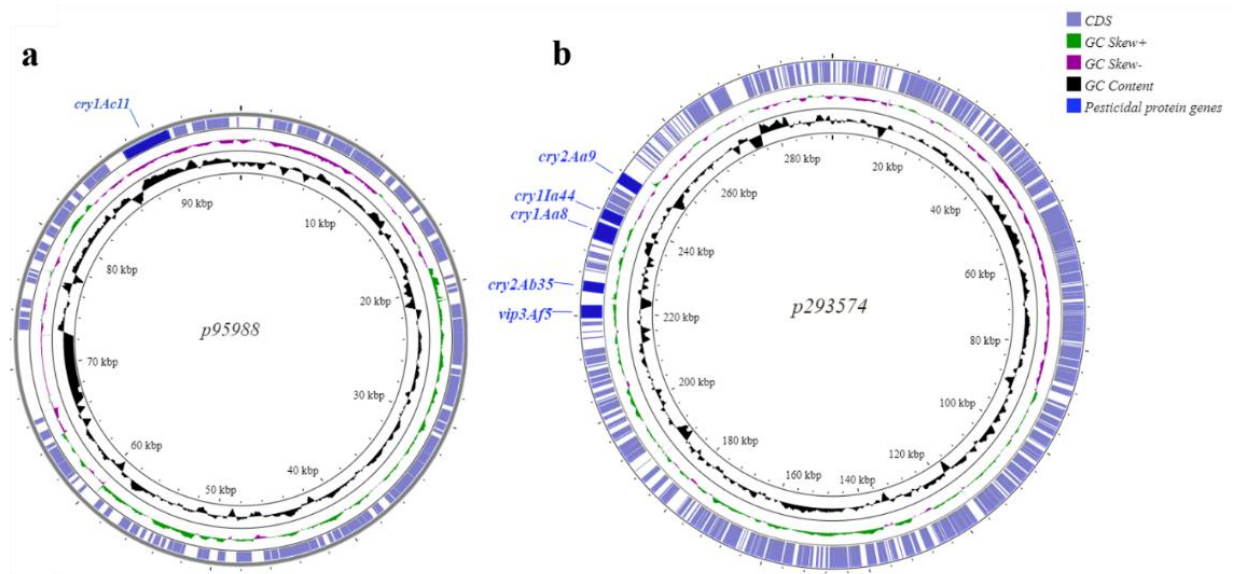 a
cry1Ac11
p95988
10 kbp
20 kbp
30 kbp
40 kbp
50 kbp
60 kbp
70 kbp
80 kbp
90 kbp
b
cry2Aa9
cry1Ia44
cry1Aa8
cry2Ab35
vip3Af5
p293574
20 kbp
40 kbp
60 kbp
80 kbp
100 kbp
120 kbp
140 kbp
160 kbp
180 kbp
200 kbp
220 kbp
240 kbp
260 kbp
280 kbp
CDS
GC Skew+
GC Skew-
GC Content
Pesticidal protein genes